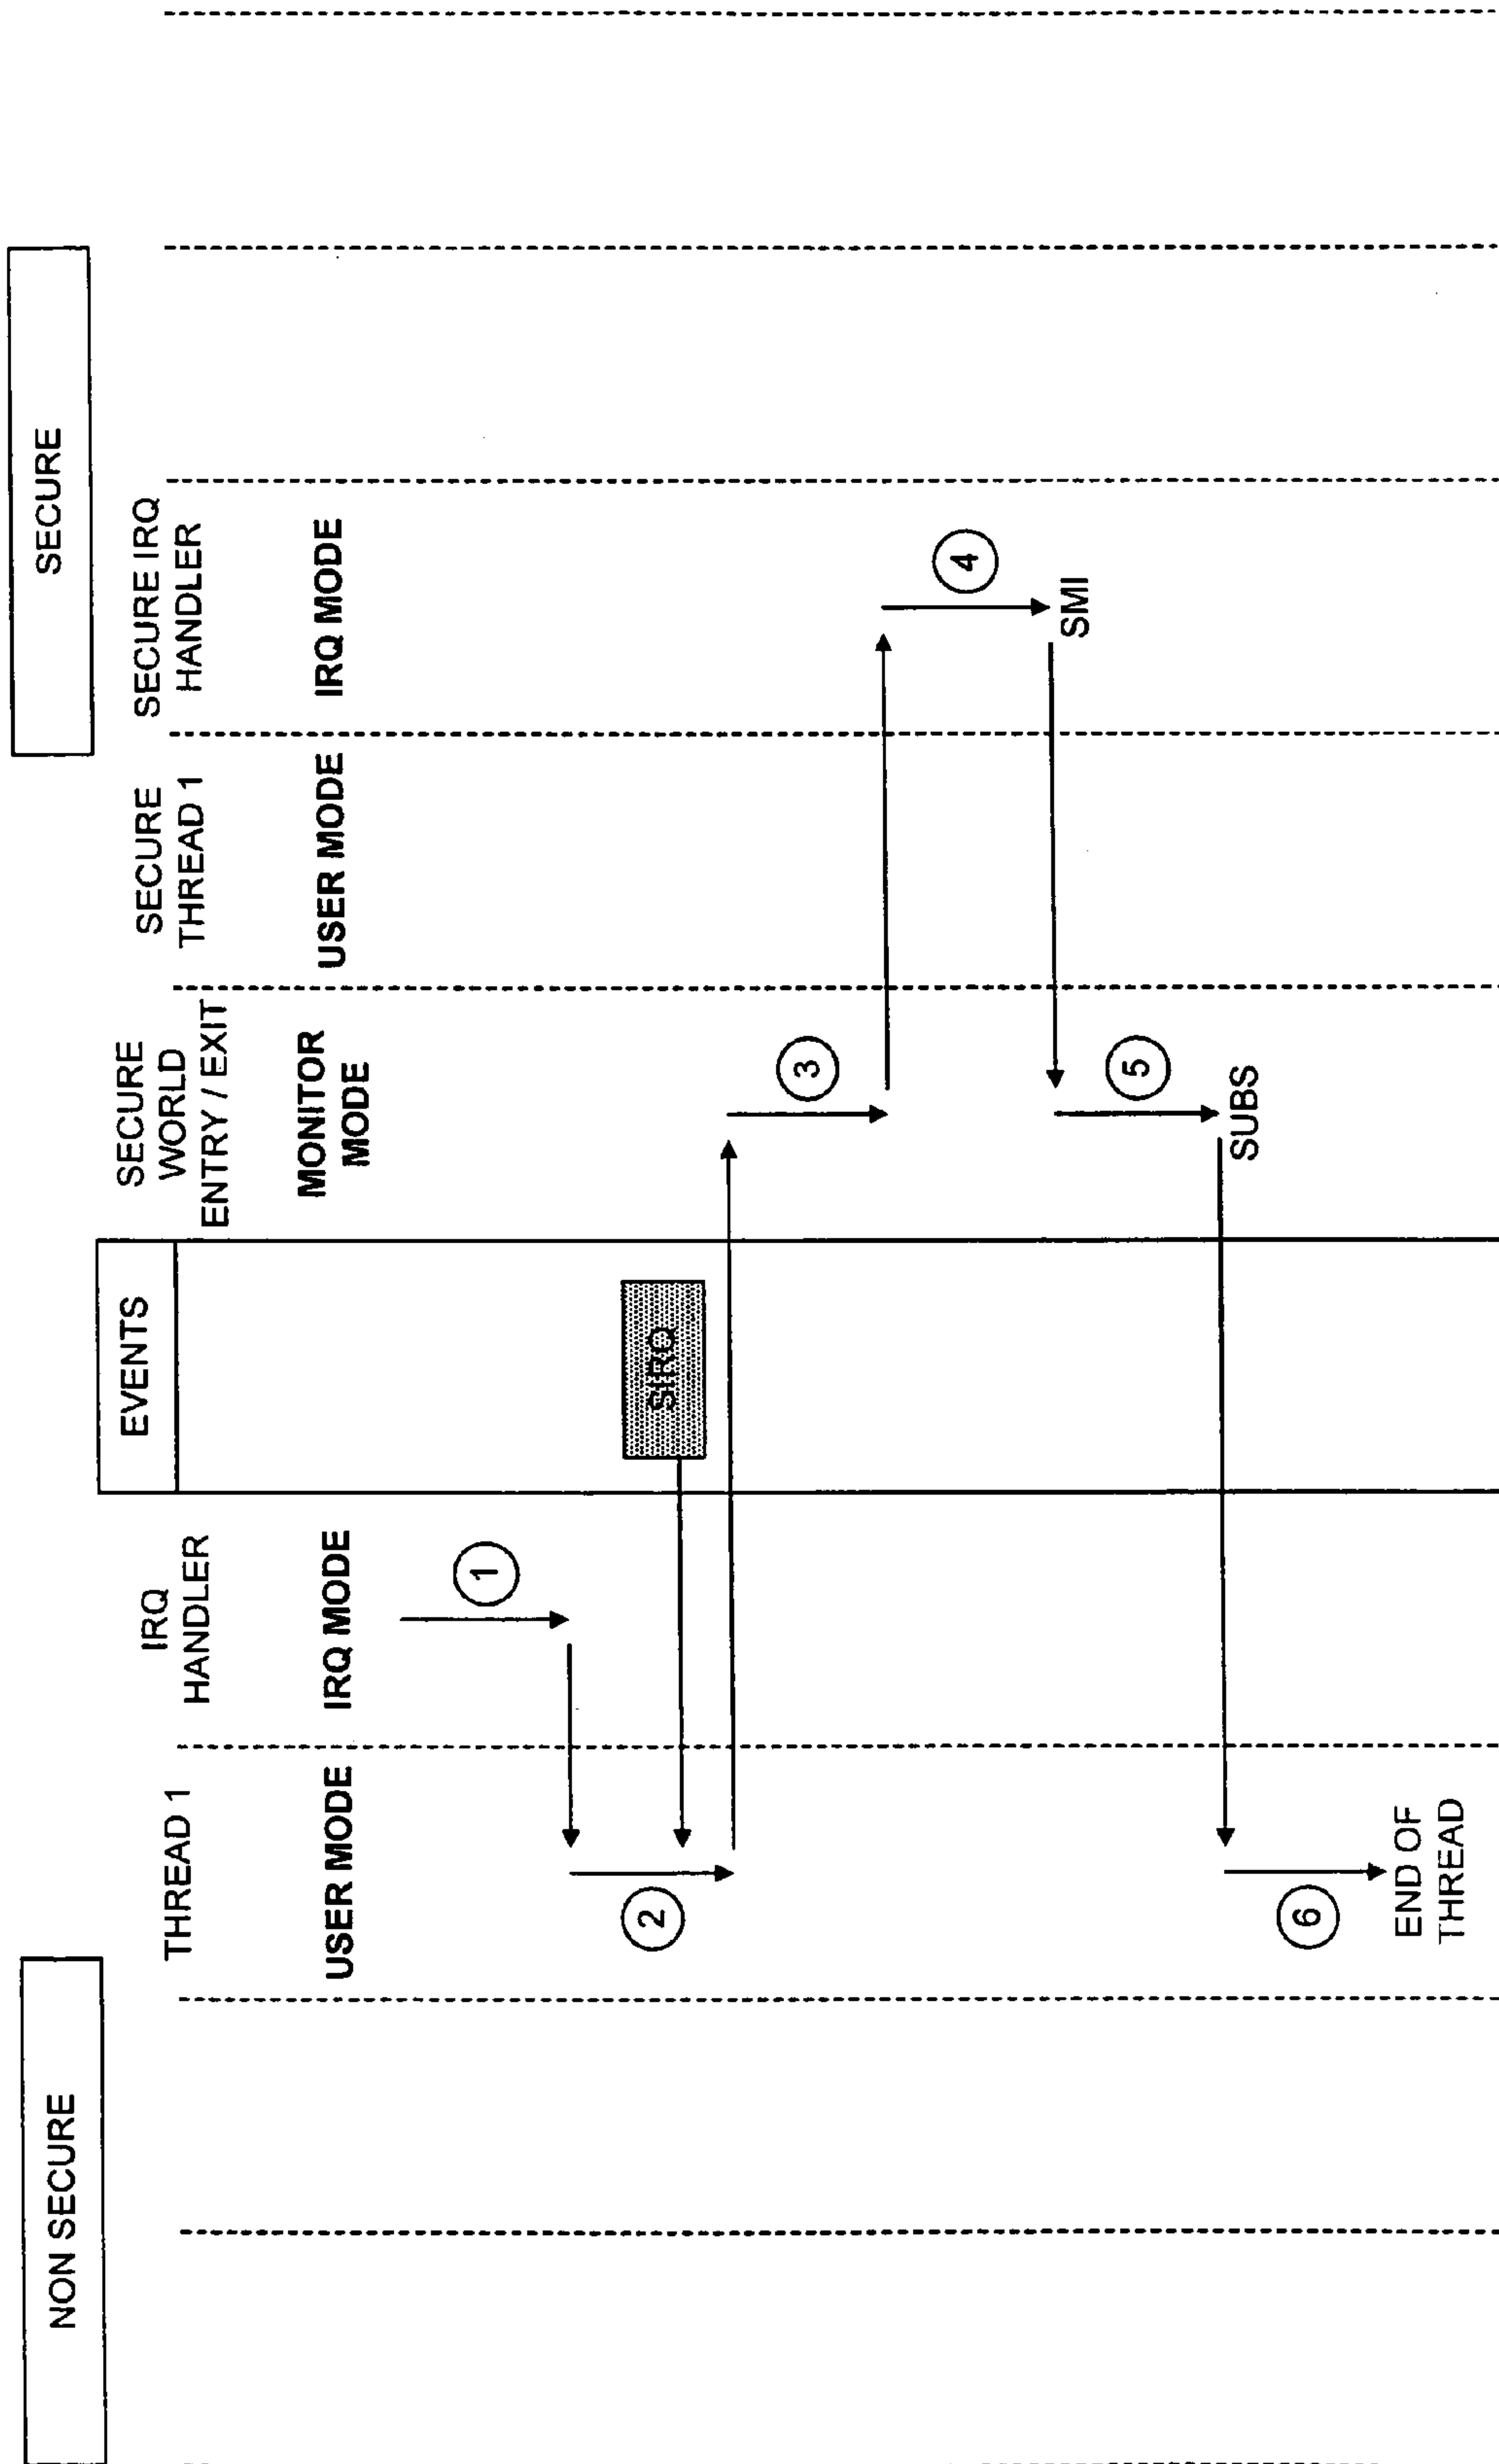 NON SECURE
SECURE
EVENTS
THREAD 1
USER MODE
IRQ
HANDLER
IRQ MODE
SECURE
WORLD
ENTRY / EXIT
MONITOR
MODE
SECURE
THREAD 1
USER MODE
SECURE IRQ
HANDLER
IRQ MODE
1
2
SIRQ
3
4
SMI
5
SUBS
6
END OF
THREAD